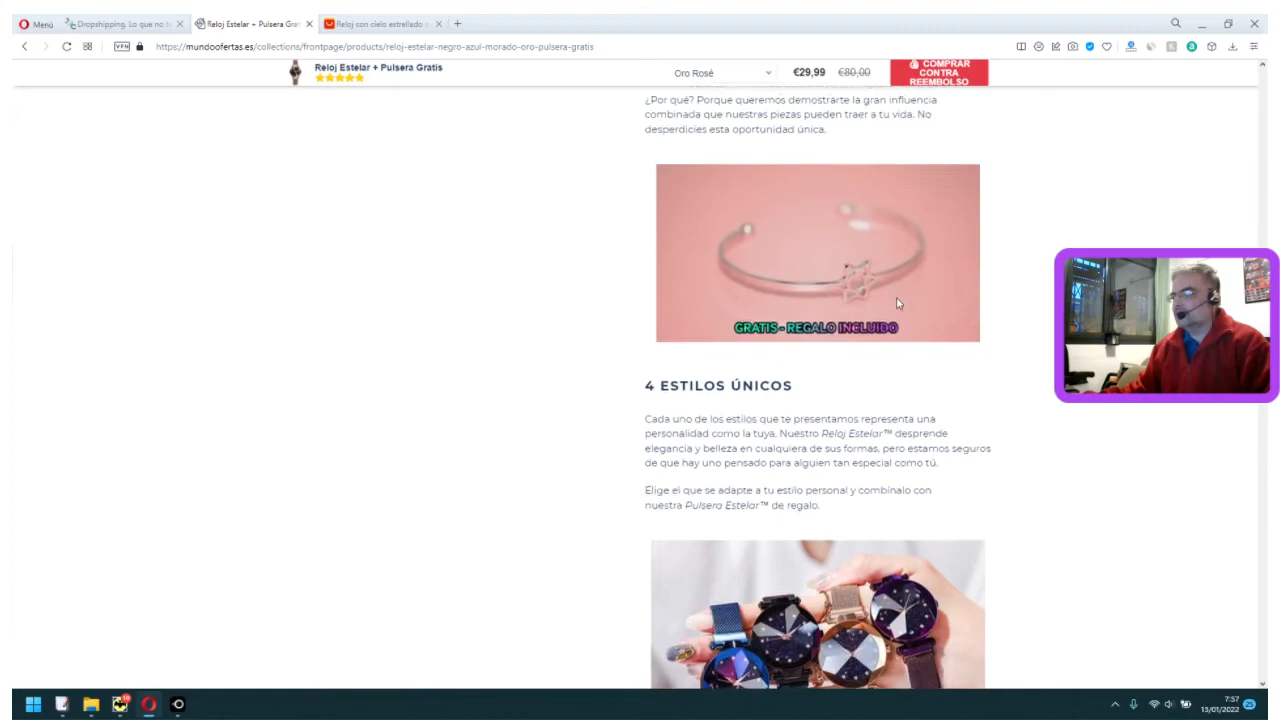 Menú
Dropshipping. Lo que no te
Reloj Estelar + Pulsera Grat
Reloj con cielo estrellado
VPN
https://mundoofertas.es/collections/frontpage/products/reloj-estelar-negro-azul-morado-oro-pulsera-gratis
Reloj Estelar + Pulsera Gratis
Oro Rosé
€29,99
€80,00
COMPRAR
CONTRA
REEMBOLSO
¿Por qué? Porque queremos demostrarte la gran influencia
combinada que nuestras piezas pueden traer a tu vida. No
desperdicies esta oportunidad única.
GRATIS - REGALO INCLUIDO
4 ESTILOS ÚNICOS
Cada uno de los estilos que te presentamos representa una
personalidad como la tuya. Nuestro Reloj Estelar™ desprende
elegancia y belleza en cualquiera de sus formas, pero estamos seguros
de que hay uno pensado para alguien tan especial como tú.
Elige el que se adapte a tu estilo personal y combínalo con
nuestra Pulsera Estelar™ de regalo.
7:57
13/01/2022
25